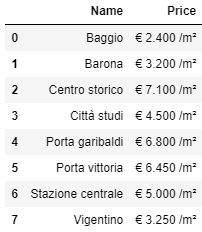 Name Price
0 Baggio € 2.400 /m²
1 Barona € 3.200 /m²
2 Centro storico € 7.100 /m²
3 Città studi € 4.500 /m²
4 Porta garibaldi € 6.800 /m²
5 Porta vittoria € 6.450 /m²
6 Stazione centrale € 5.000 /m²
7 Vigentino € 3.250 /m²